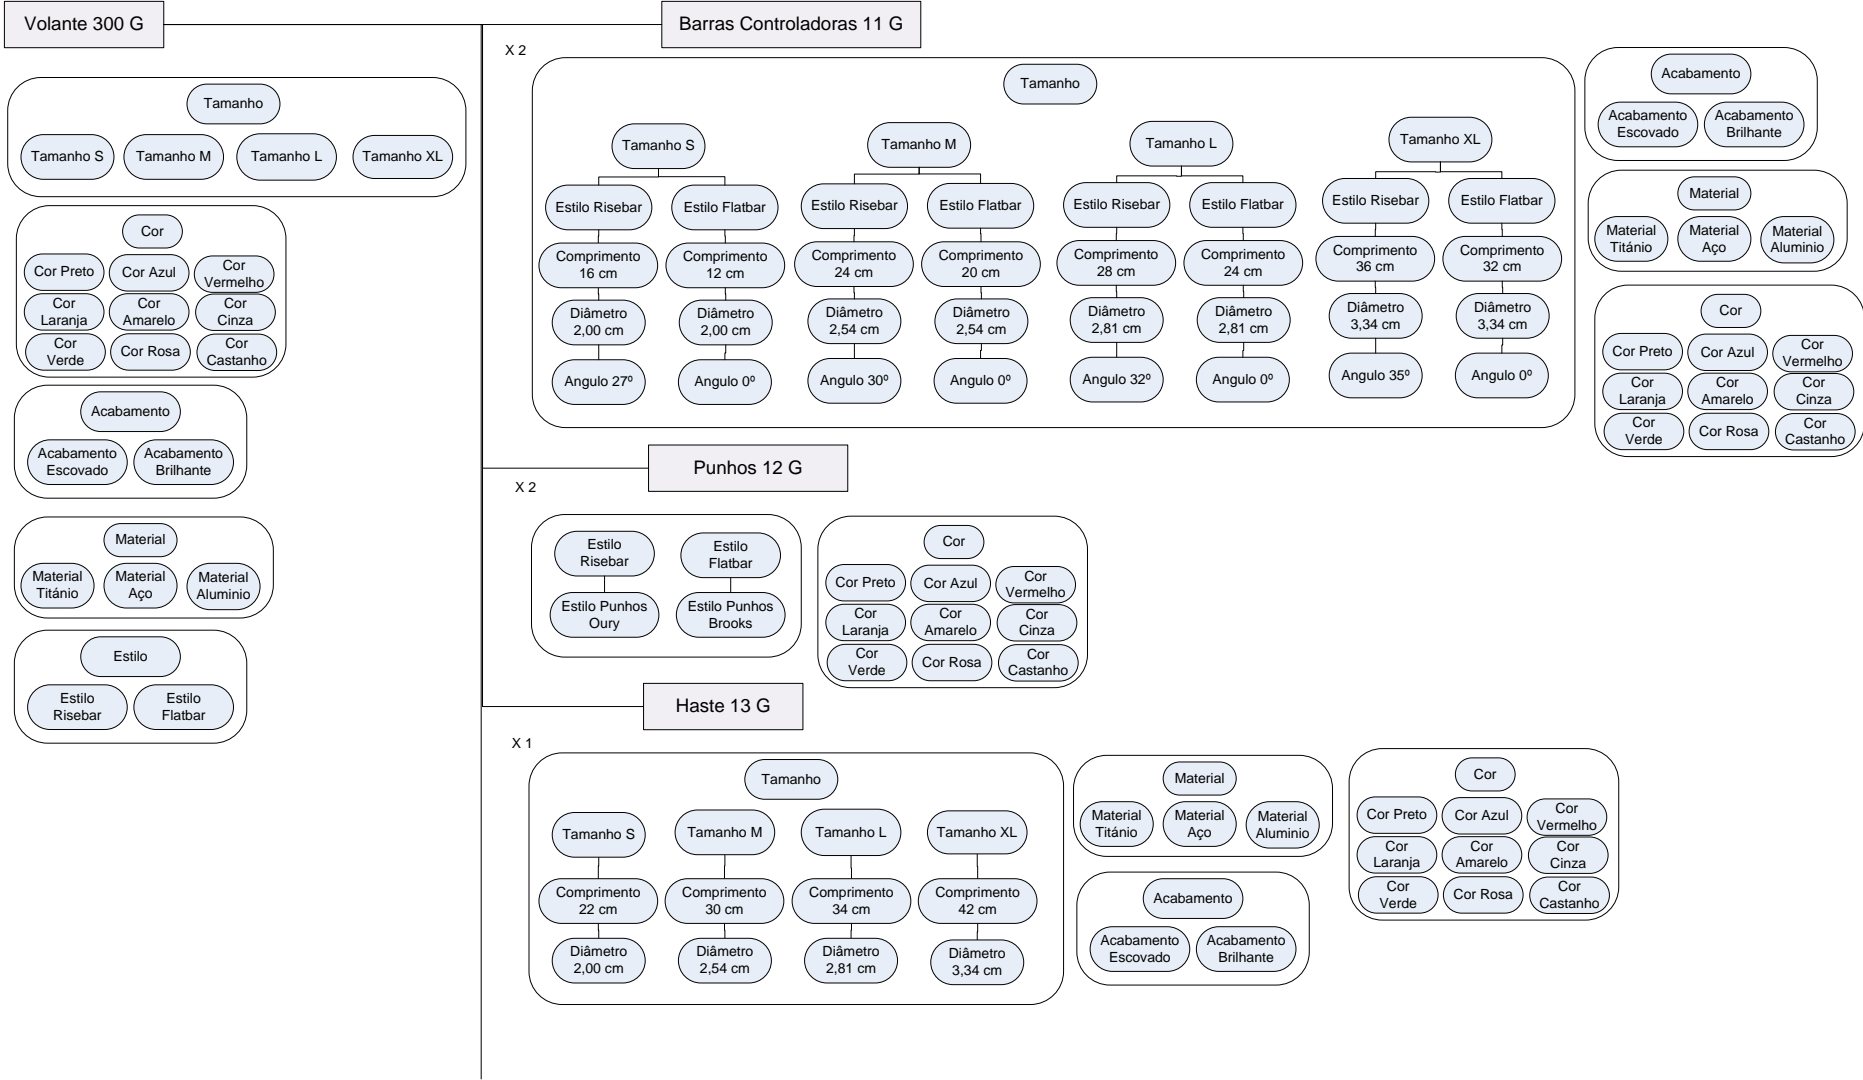 Volante 300 G
Tamanho
Tamanho S
Tamanho M
Tamanho L
Tamanho XL
Cor
Cor Preto
Cor Azul
Cor
Vermelho
Cor
Laranja
Cor
Amarelo
Cor
Cinza
Cor
Verde
Cor Rosa
Cor
Castanho
Acabamento
Acabamento
Escovado
Acabamento
Brilhante
Material
Material
Titánio
Material
Aço
Material
Aluminio
Estilo
Estilo
Risebar
Estilo
Flatbar
Barras Controladoras 11 G
X 2
Tamanho
Tamanho S
Estilo Risebar
Comprimento
16 cm
Diâmetro
2,00 cm
Angulo 27º
Estilo Flatbar
Comprimento
12 cm
Diâmetro
2,00 cm
Angulo 0º
Tamanho M
Estilo Risebar
Comprimento
24 cm
Diâmetro
2,54 cm
Angulo 30º
Estilo Flatbar
Comprimento
20 cm
Diâmetro
2,54 cm
Angulo 0º
Tamanho L
Estilo Risebar
Comprimento
28 cm
Diâmetro
2,81 cm
Angulo 32º
Estilo Flatbar
Comprimento
24 cm
Diâmetro
2,81 cm
Angulo 0º
Tamanho XL
Estilo Risebar
Comprimento
36 cm
Diâmetro
3,34 cm
Angulo 35º
Estilo Flatbar
Comprimento
32 cm
Diâmetro
3,34 cm
Angulo 0º
Acabamento
Acabamento
Escovado
Acabamento
Brilhante
Material
Material
Titánio
Material
Aço
Material
Aluminio
Cor
Cor Preto
Cor Azul
Cor
Vermelho
Cor
Laranja
Cor
Amarelo
Cor
Cinza
Cor
Verde
Cor Rosa
Cor
Castanho
Punhos 12 G
X 2
Estilo
Risebar
Estilo Punhos
Oury
Estilo
Flatbar
Estilo Punhos
Brooks
Cor
Cor Preto
Cor Azul
Cor
Vermelho
Cor
Laranja
Cor
Amarelo
Cor
Cinza
Cor
Verde
Cor Rosa
Cor
Castanho
Haste 13 G
X 1
Tamanho
Tamanho S
Comprimento
22 cm
Diâmetro
2,00 cm
Tamanho M
Comprimento
30 cm
Diâmetro
2,54 cm
Tamanho L
Comprimento
34 cm
Diâmetro
2,81 cm
Tamanho XL
Comprimento
42 cm
Diâmetro
3,34 cm
Material
Material
Titánio
Material
Aço
Material
Aluminio
Acabamento
Acabamento
Escovado
Acabamento
Brilhante
Cor
Cor Preto
Cor Azul
Cor
Vermelho
Cor
Laranja
Cor
Amarelo
Cor
Cinza
Cor
Verde
Cor Rosa
Cor
Castanho